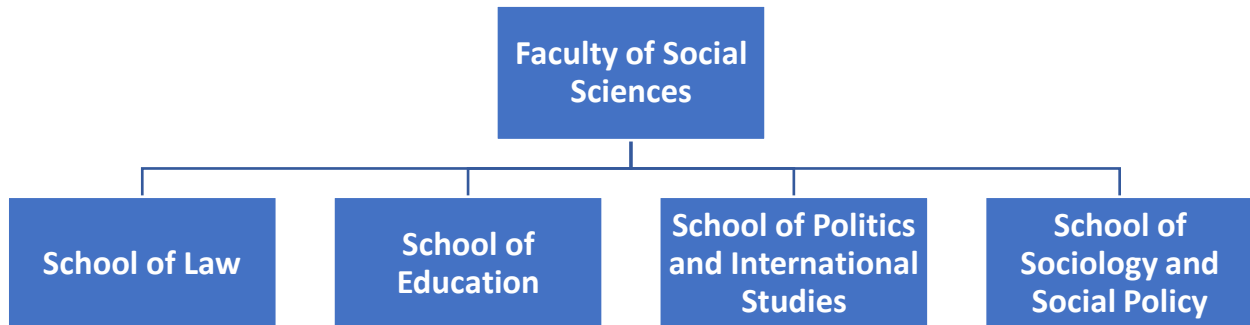 Faculty of Social
Sciences
School of Law
School of
Education
School of Politics
and International
Studies
School of
Sociology and
Social Policy